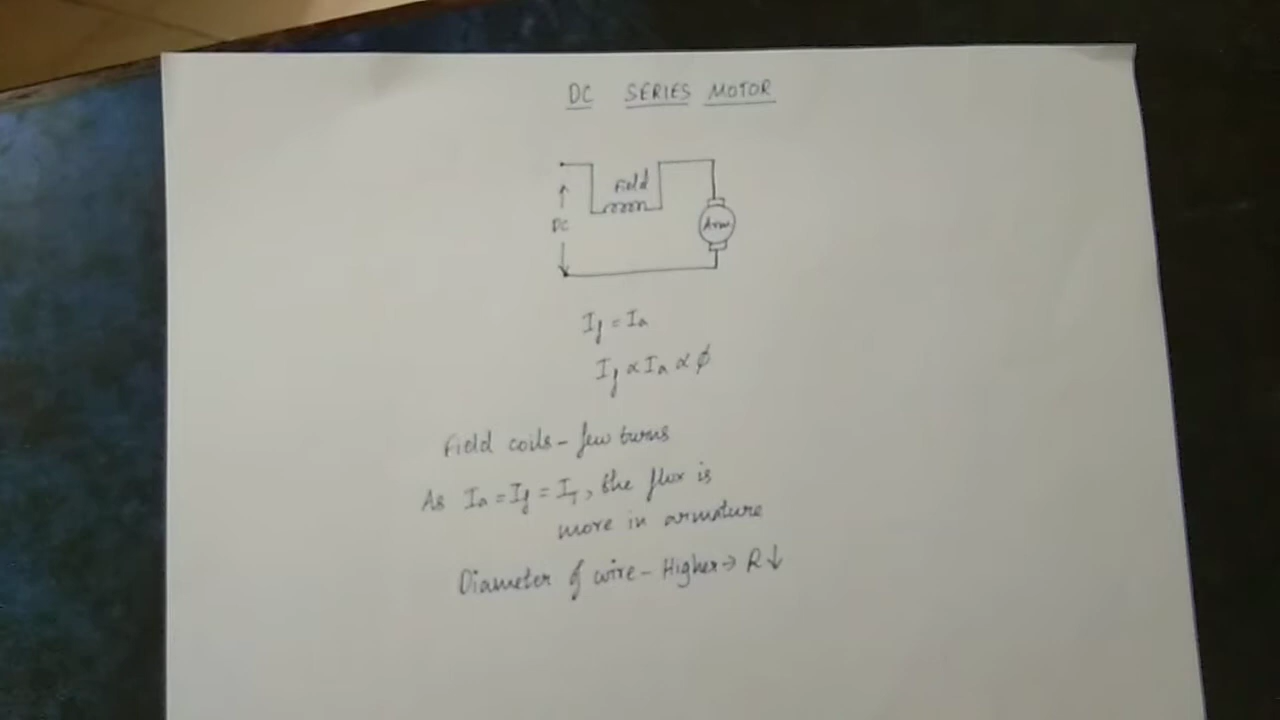 DC SERIES MOTOR
Field
DC
Arm
If = Ia
If ∝ Ia ∝ ϕ
Field coils - few turns
As Ia = If = IT, the flux is
more in armature
Diameter of wire - Higher → R↓